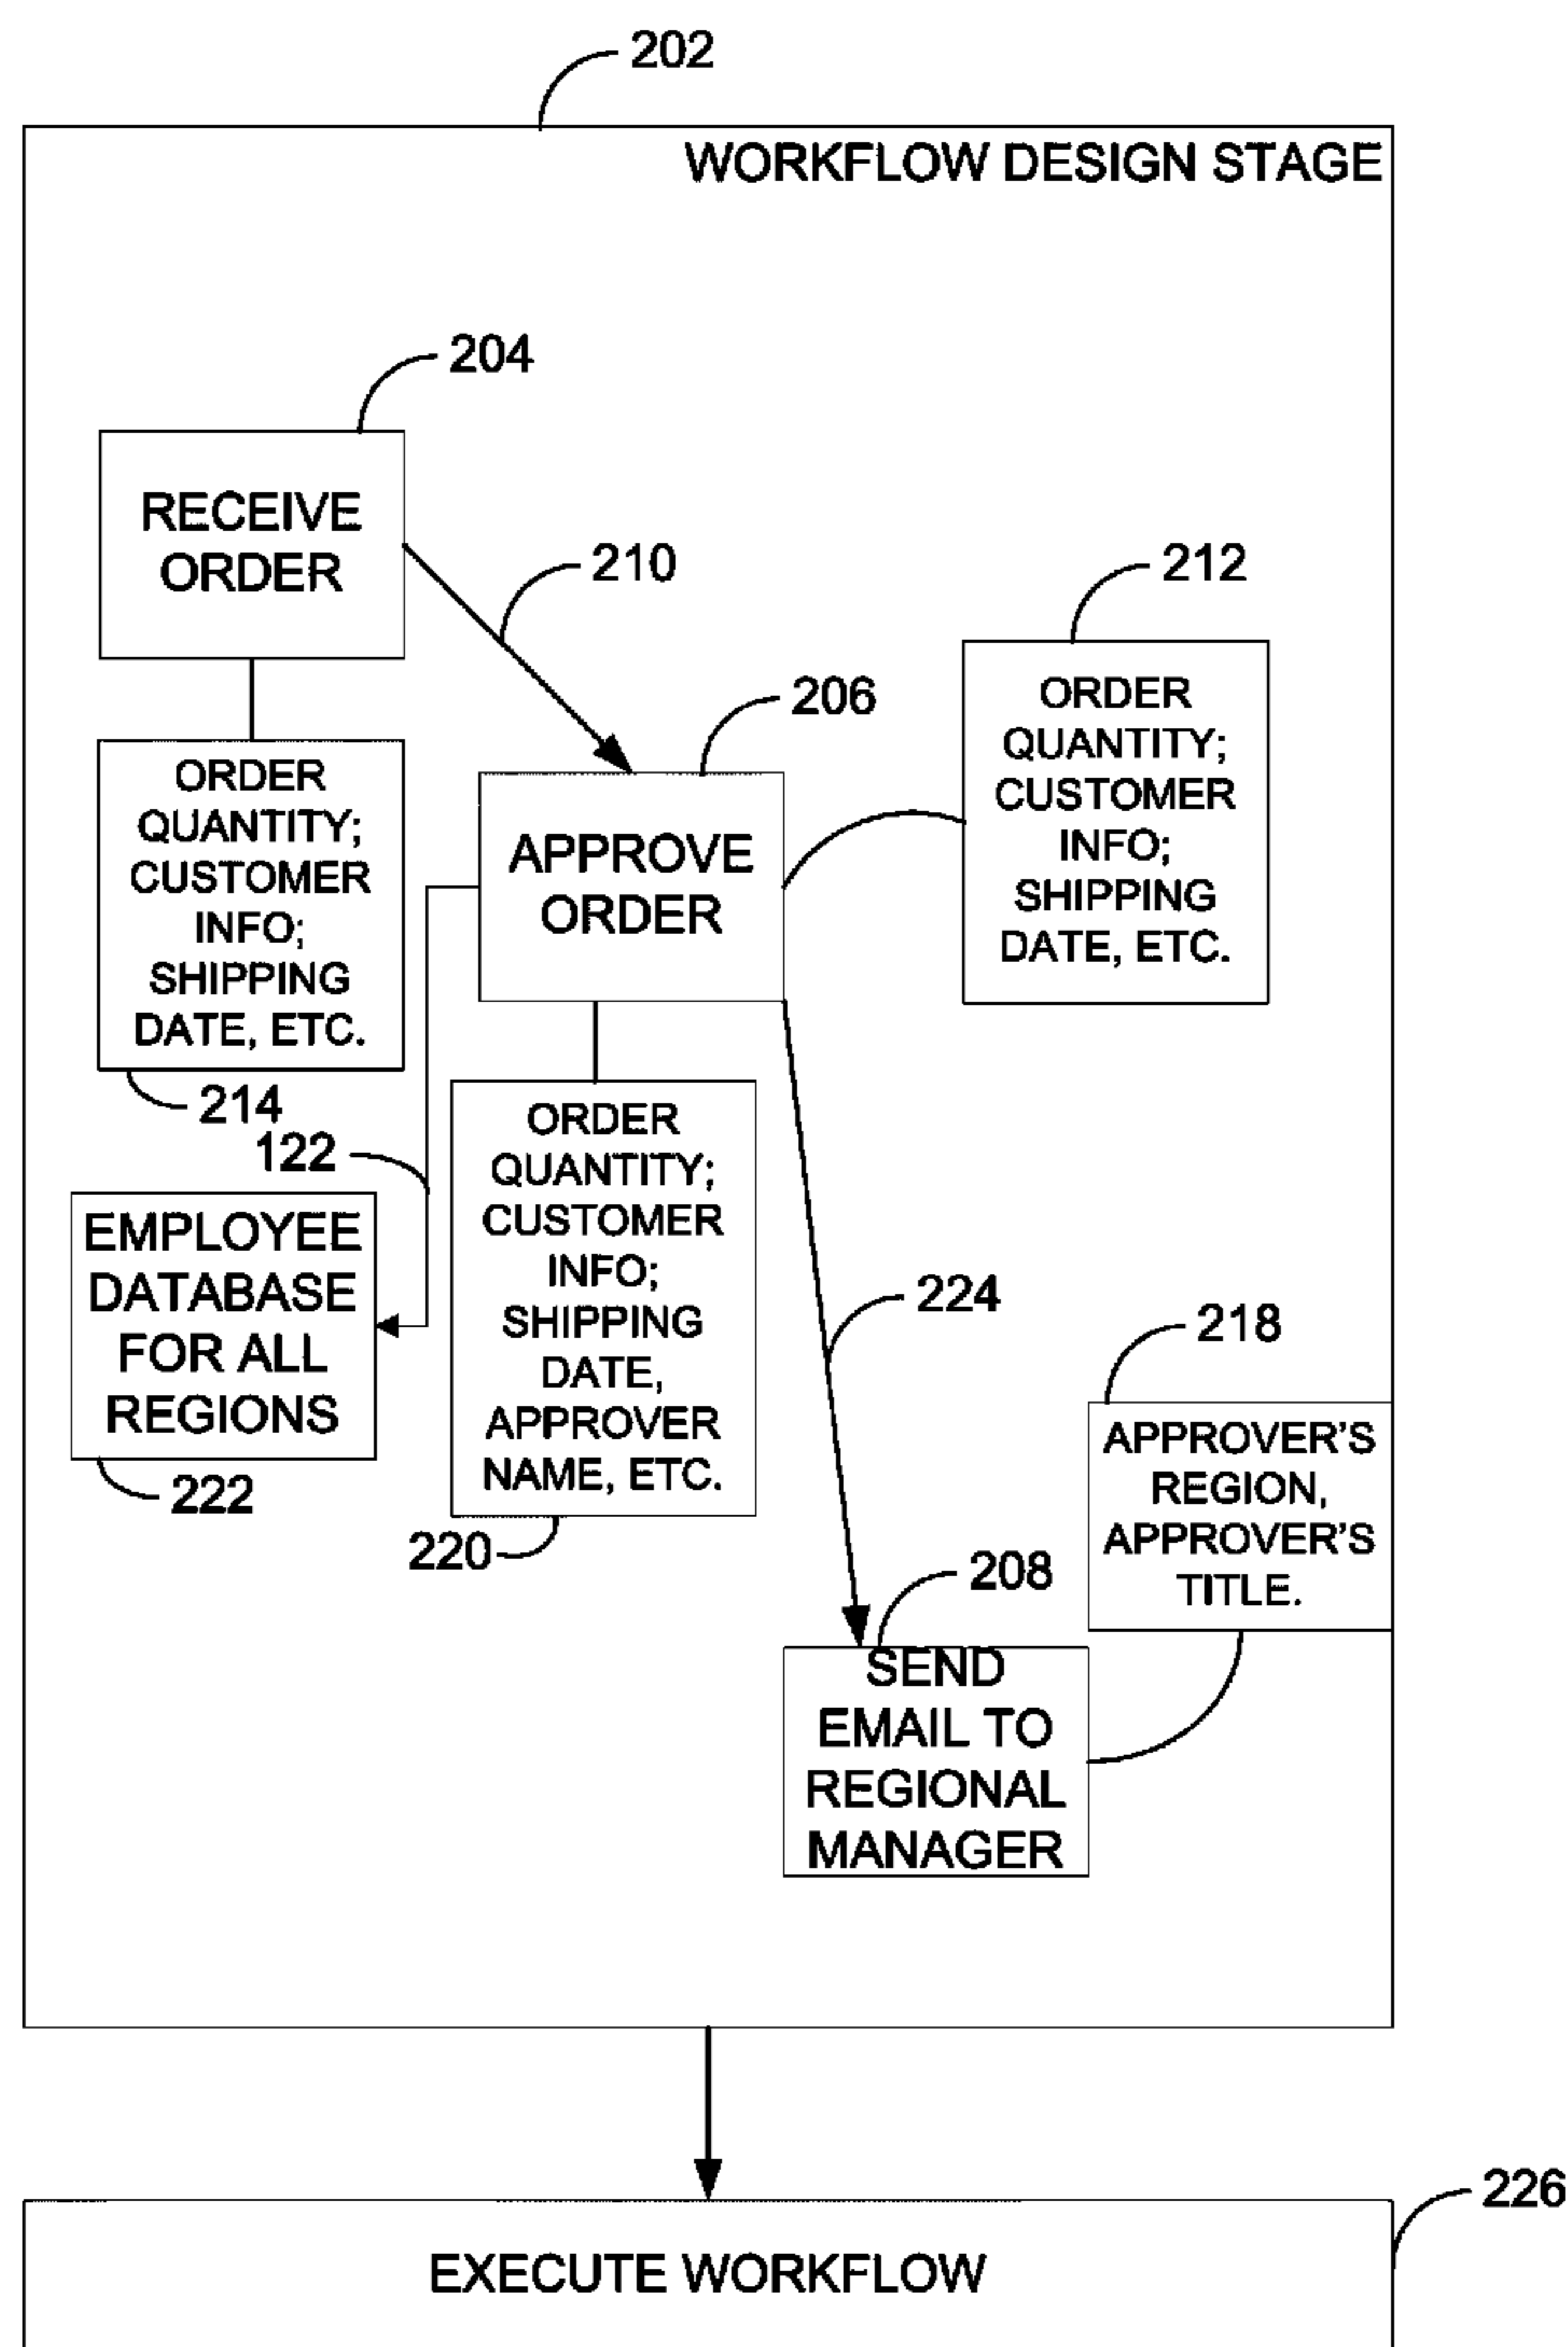 202
WORKFLOW DESIGN STAGE
204
RECEIVE
ORDER
210
212
ORDER
QUANTITY;
CUSTOMER
INFO;
SHIPPING
DATE, ETC.
206
ORDER
QUANTITY;
CUSTOMER
INFO;
SHIPPING
DATE, ETC.
214
APPROVE
ORDER
122
EMPLOYEE
DATABASE
FOR ALL
REGIONS
222
ORDER
QUANTITY;
CUSTOMER
INFO;
SHIPPING
DATE,
APPROVER
NAME, ETC.
220
224
218
APPROVER'S
REGION,
APPROVER'S
TITLE.
208
SEND
EMAIL TO
REGIONAL
MANAGER
226
EXECUTE WORKFLOW